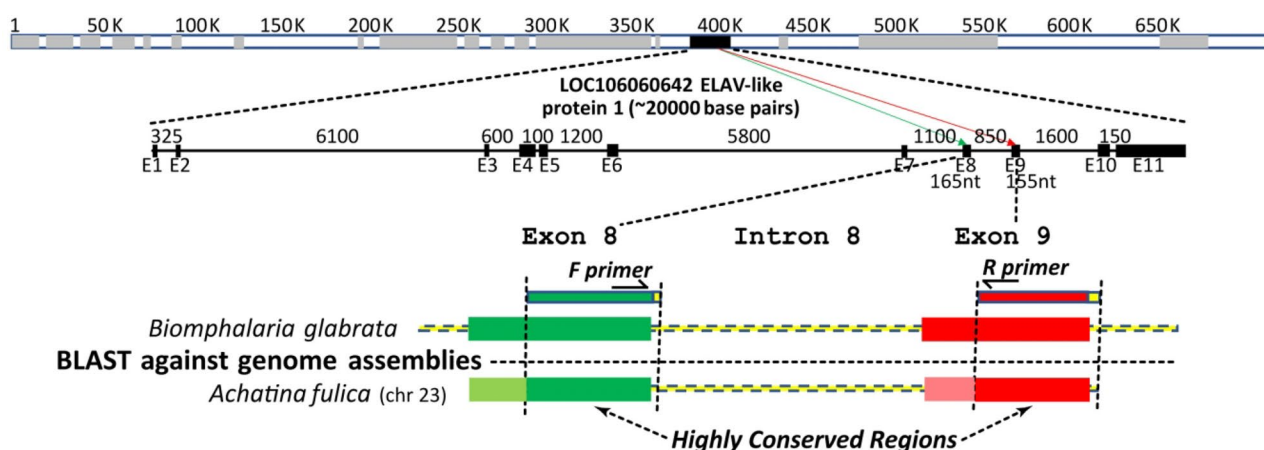 1 50K 100K 150K 200K 250K 300K 350K 400K 450K 500K 550K 600K 650K
LOC106060642 ELAV-like
protein 1 (~20000 base pairs)
325 6100 600 100 1200 5800 1100 850 1600 150
E1 E2 E3 E4 E5 E6 E7 E8 E9 E10 E11
165nt 155nt
Exon 8 Intron 8 Exon 9
F primer R primer
Biomphalaria glabrata
BLAST against genome assemblies
Achatina fulica (chr 23)
Highly Conserved Regions